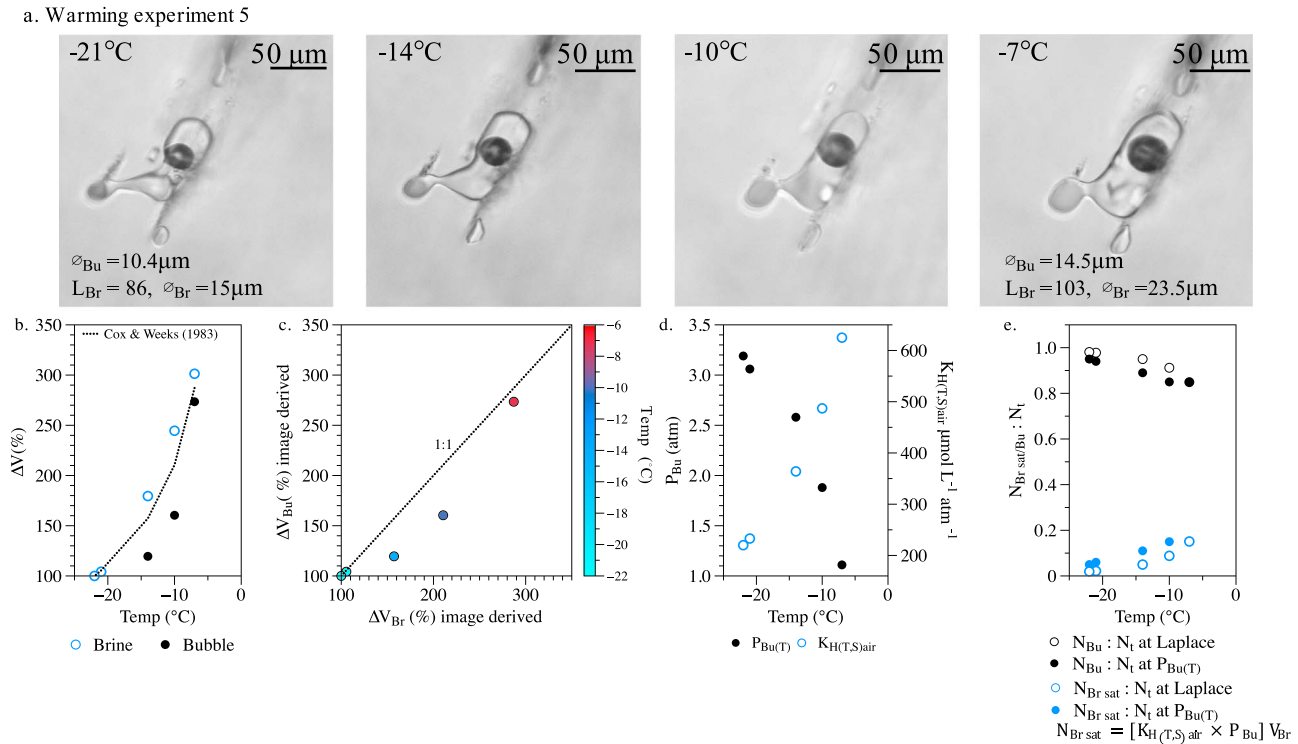 a. Warming experiment 5
-21°C 50 μm
-14°C 50 μm
-10°C 50 μm
-7°C 50 μm
⌀Bu =10.4μm
LBr = 86, ⌀Br =15μm
⌀Bu =14.5μm
LBr = 103, ⌀Br =23.5μm
b.
Cox & Weeks (1983)
350
300
250
200
150
100
ΔV(%)
−20 −10 0
Temp (°C)
Brine Bubble
c.
350
300
250
200
150
100
ΔVBu( %) image derived
1:1
100 200 300
ΔVBr (%) image derived
−6
−8
−10
−12
−14
−16
−18
−20
−22
Temp (°C)
d.
3.5
3.0
2.5
2.0
1.5
1.0
PBu (atm)
600
500
400
300
200
KH(T,S)air μmol L⁻¹ atm⁻¹
−20 −10 0
Temp (°C)
PBu(T) KH(T,S)air
e.
1.0
0.8
0.6
0.4
0.2
0
NBr sat/Bu : Nt
−20 −10 0
Temp (°C)
NBu : Nt at Laplace
NBu : Nt at PBu(T)
NBr sat : Nt at Laplace
NBr sat : Nt at PBu(T)
NBr sat = [KH(T,S) air × PBu] VBr